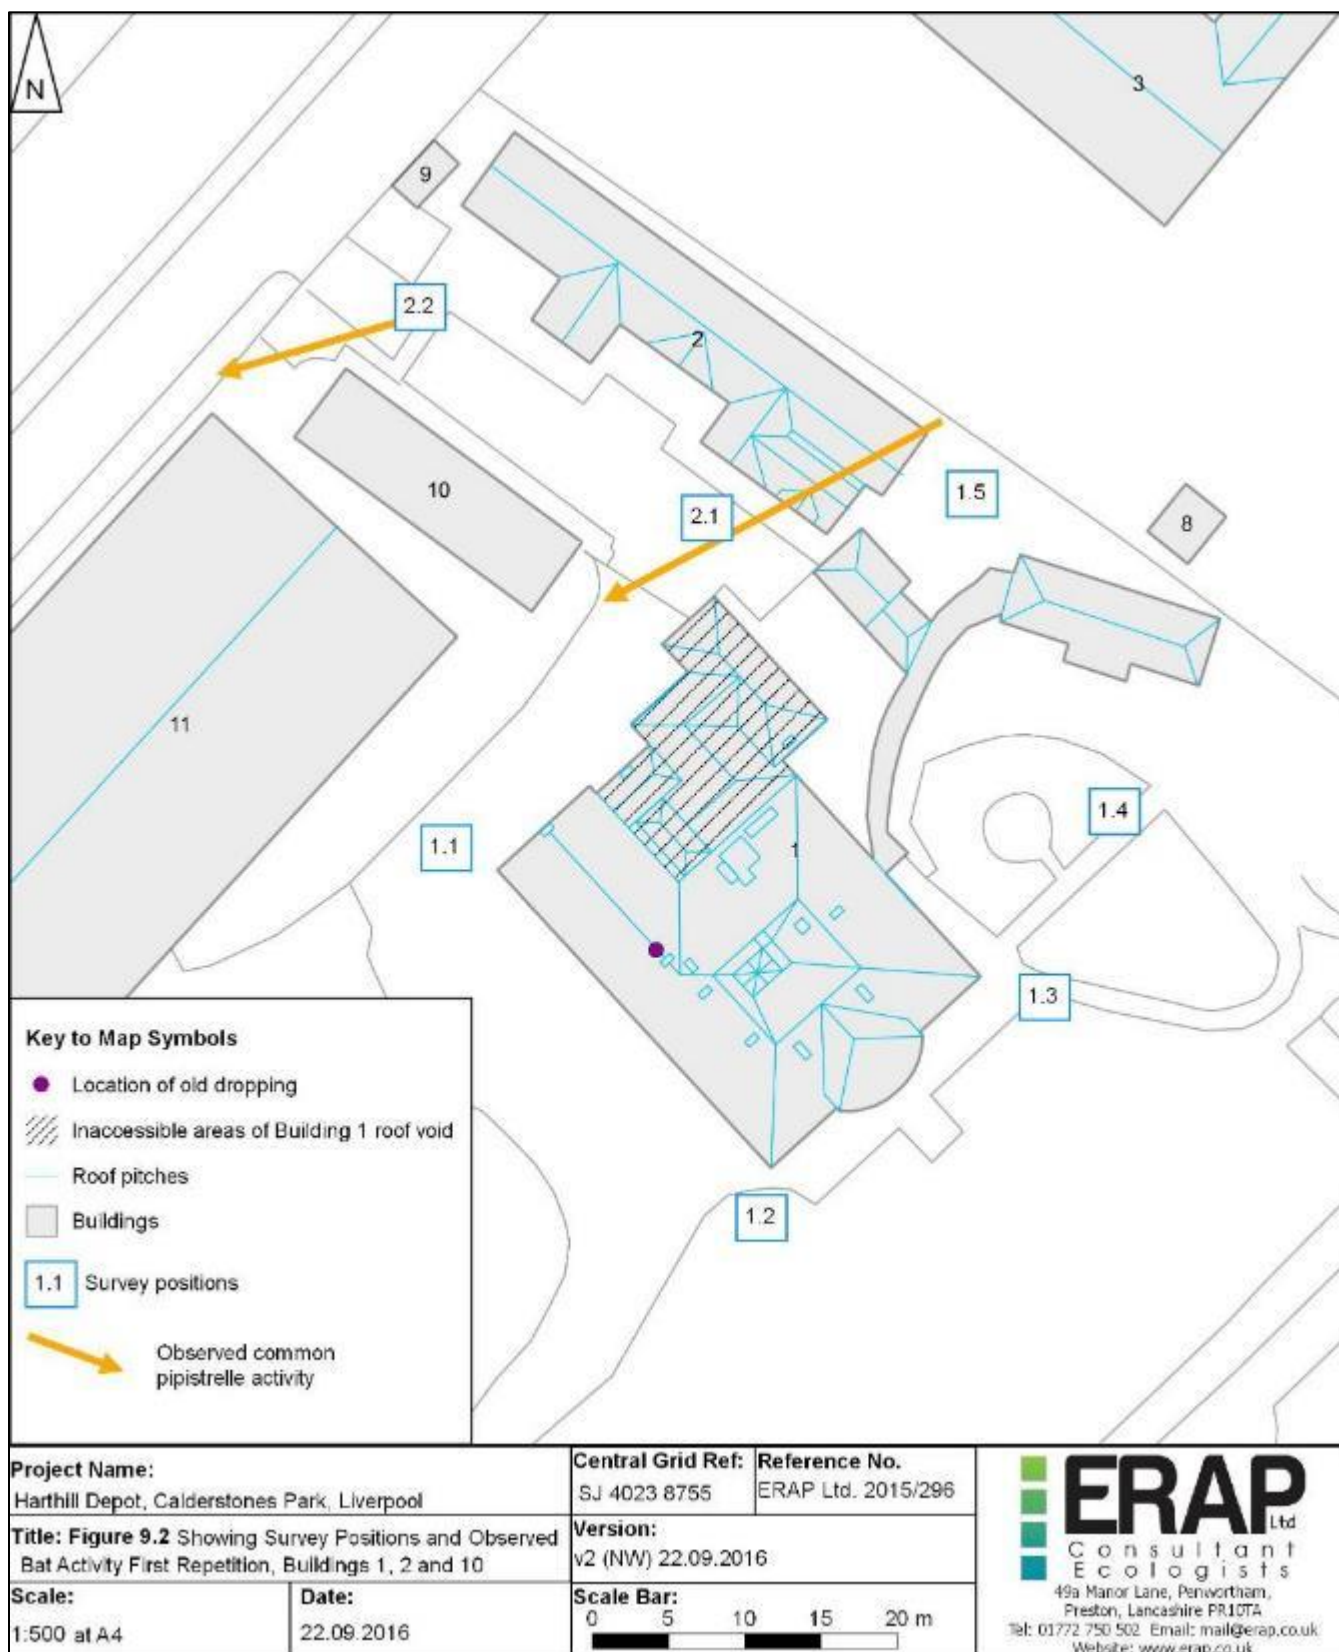 N
3
9
2.2
2
1.5
2.1
10
8
11
1.4
1.1
1
1.3
Key to Map Symbols
Location of old dropping
Inaccessible areas of Building 1 roof void
Roof pitches
Buildings
1.1 Survey positions
Observed common
pipistrelle activity
1.2
Project Name:
Harthill Depot, Calderstones Park, Liverpool
Title: Figure 9.2 Showing Survey Positions and Observed
Bat Activity First Repetition, Buildings 1, 2 and 10
Scale:
1:500 at A4
Date:
22.09.2016
Central Grid Ref:
SJ 4023 8755
Reference No.
ERAP Ltd. 2015/296
Version:
v2 (NW) 22.09.2016
Scale Bar:
0 5 10 15 20 m
ERAP Ltd
Consultant
Ecologists
49a Manor Lane, Penwortham,
Preston, Lancashire PR10TA
Tel: 01772 750 502 Email: mail@erap.co.uk
Website: www.erap.co.uk